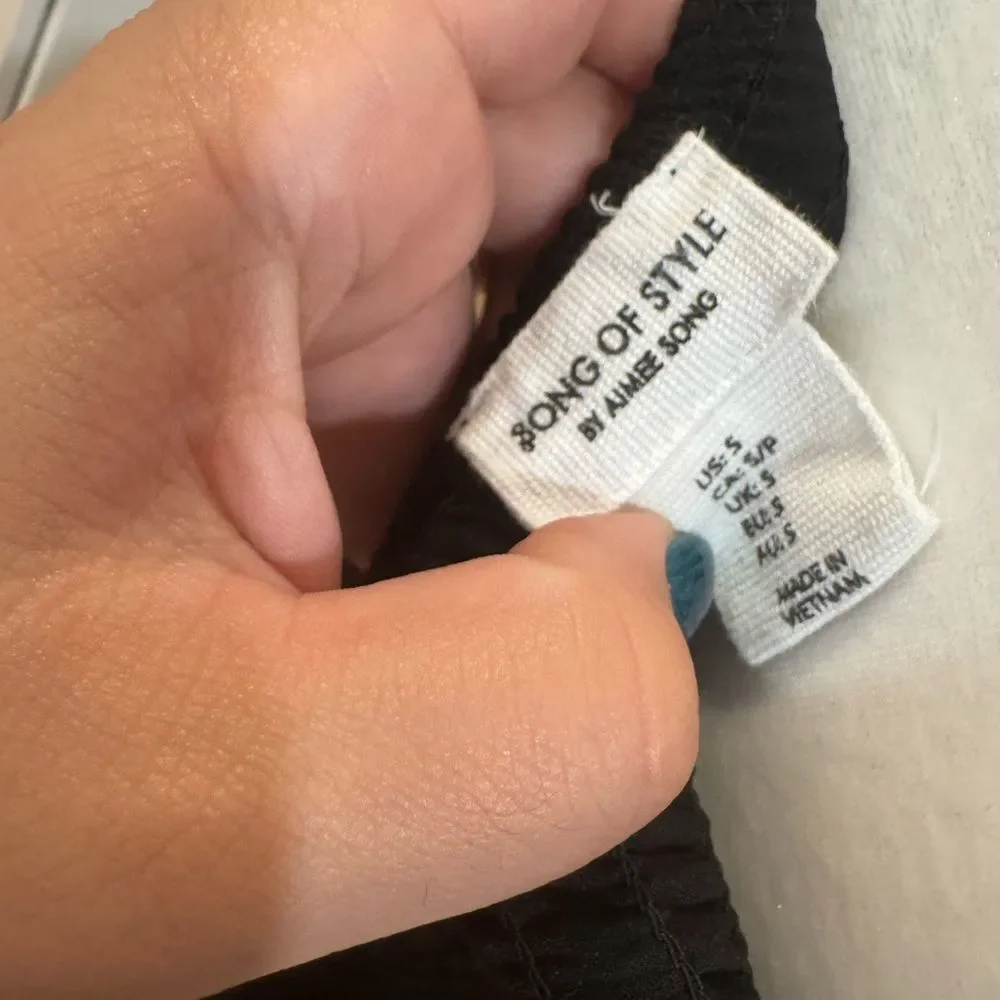 SONG OF STYLE
BY AIMEE SONG
US: S
CA: S/P
UK: S
EU: S
AU: S
MADE IN
VIETNAM